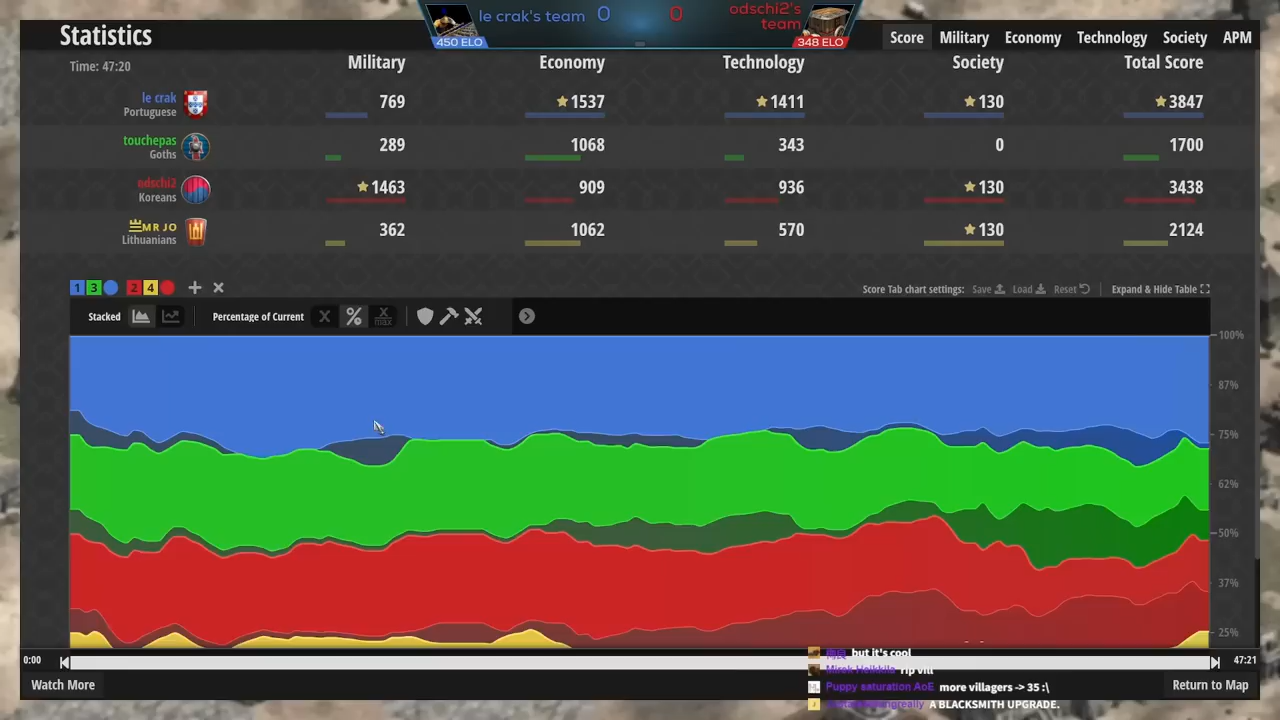 le crak's team 0 0 odschi2's team
450 ELO 348 ELO
Statistics
Score Military Economy Technology Society APM
Time: 47:20
Military Economy Technology Society Total Score
le crak 769 1537 1411 130 3847
Portuguese
touchepas 289 1068 343 0 1700
Goths
odschi2 1463 909 936 130 3438
Koreans
MR JO 362 1062 570 130 2124
Lithuanians
1 3 2 4 + ×
Score Tab chart settings: Save Load Reset Expand & Hide Table
Stacked Percentage of Current X % X max
100%
87%
75%
62%
50%
37%
25%
0:00 47:21
but it's cool
Mirek Heikkila rip vill
Puppy saturation AoE more villagers -> 35 :\
A BLACKSMITH UPGRADE.
Watch More Return to Map